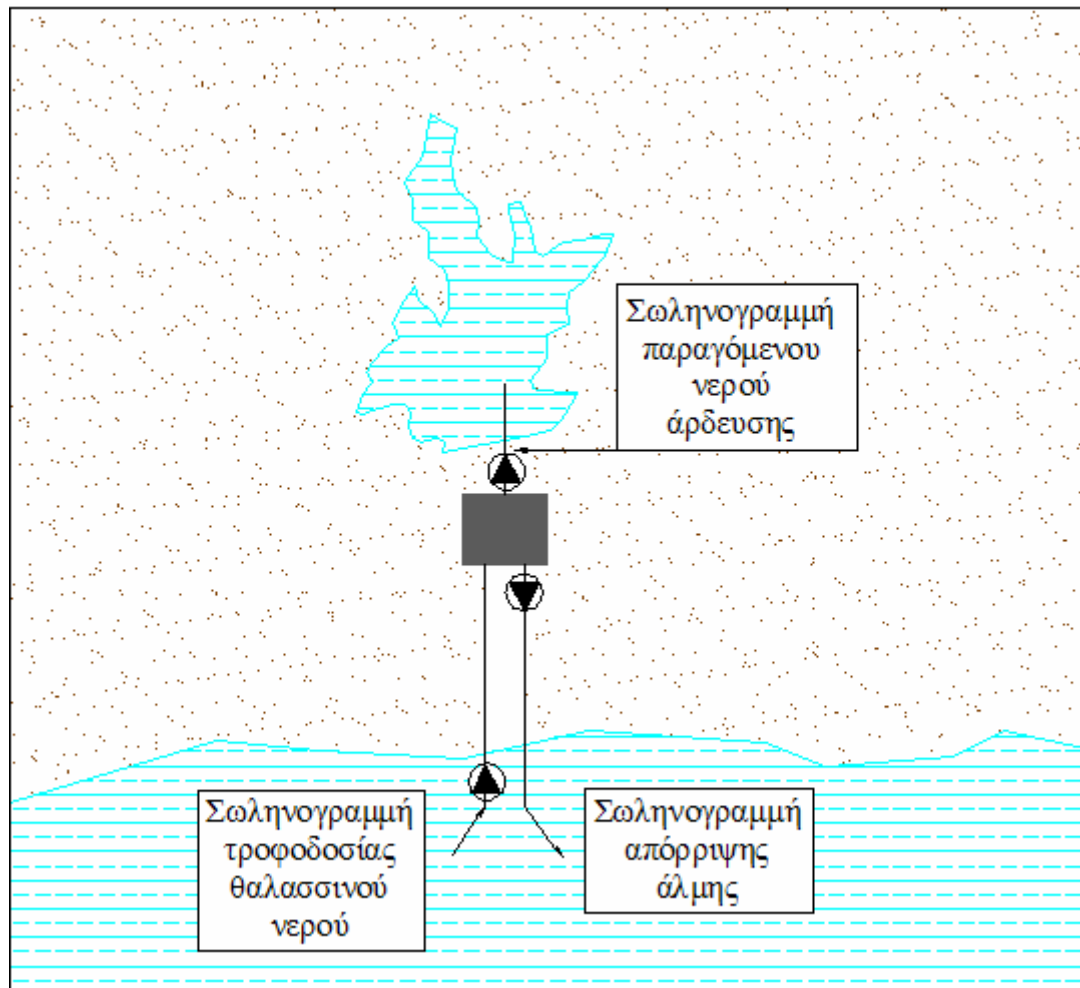 Σωληνογραμμή
παραγόμενου
νερού
άρδευσης
Σωληνογραμμή
τροφοδοσίας
θαλασσινού
νερού
Σωληνογραμμή
απόρριψης
άλμης